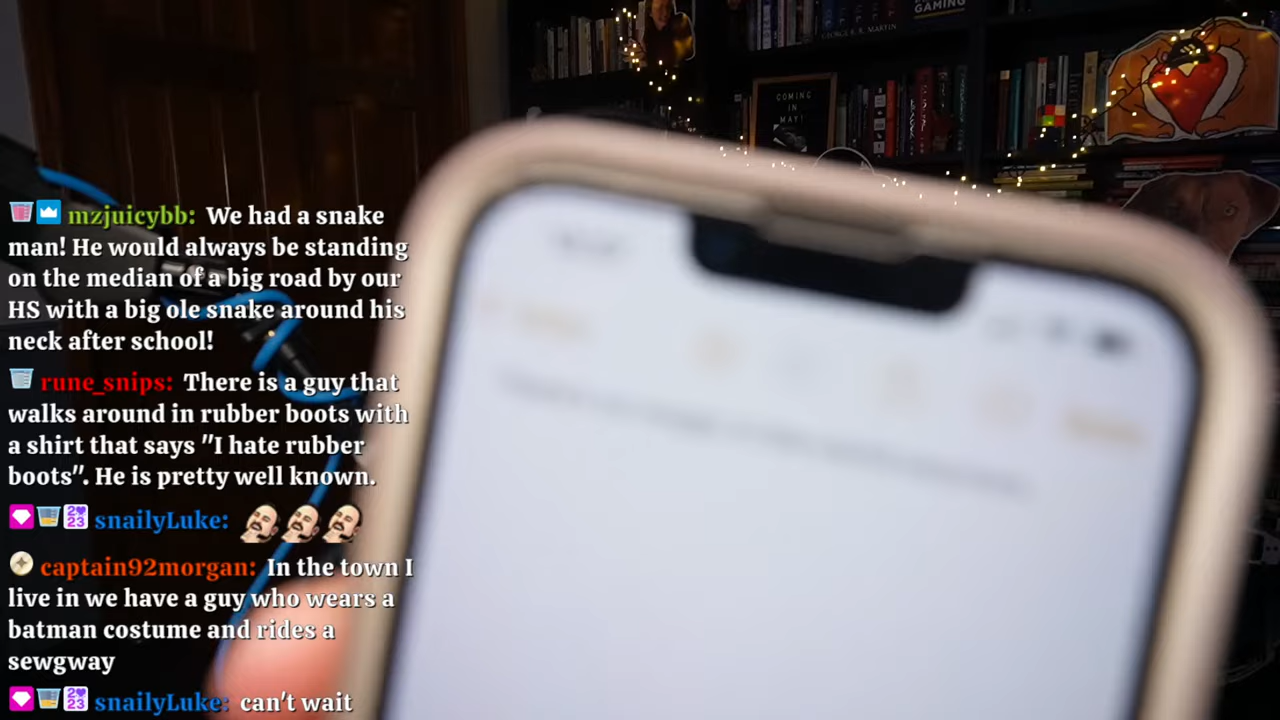 GAMING
GEORGE R. R. MARTIN
COMING
IN
MAY!
mzjuicybb: We had a snake
man! He would always be standing
on the median of a big road by our
HS with a big ole snake around his
neck after school!
rune_snips: There is a guy that
walks around in rubber boots with
a shirt that says "I hate rubber
boots". He is pretty well known.
snailyLuke:
captain92morgan: In the town I
live in we have a guy who wears a
batman costume and rides a
sewgway
snailyLuke: can't wait